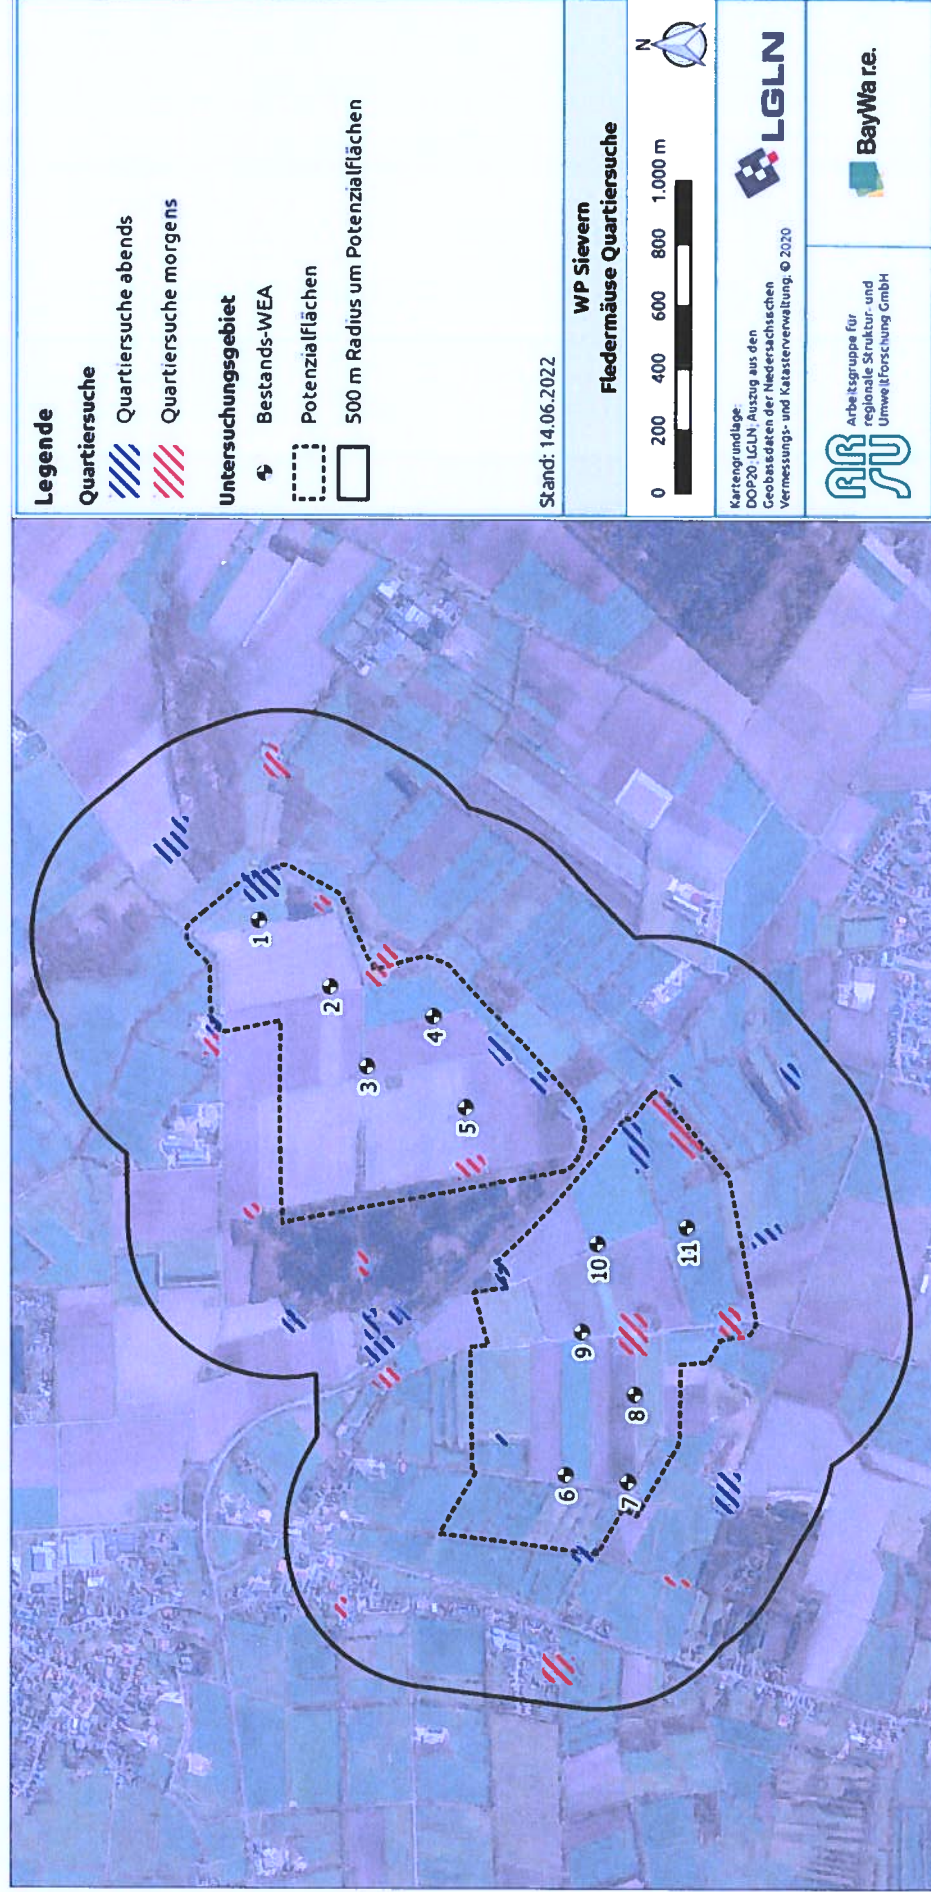 Legende
Quartiersuche
Quartiersuche abends
Quartiersuche morgens
Untersuchungsgebiet
Bestands-WEA
Potenzialflächen
500 m Radius um Potenzialflächen
Stand: 14.06.2022
WP Sievern
Fledermäuse Quartiersuche
0 200 400 600 800 1.000 m
N
Kartengrundlage:
DOP20; LGLN; Auszug aus den
Geobasisdaten der Niedersächsischen
Vermessungs- und Katasterverwaltung, © 2020
LGLN
ARSU
Arbeitsgruppe für
regionale Struktur- und
Umweltforschung GmbH
BayWa r.e.
1
2
3
4
5
6
7
8
9
10
11